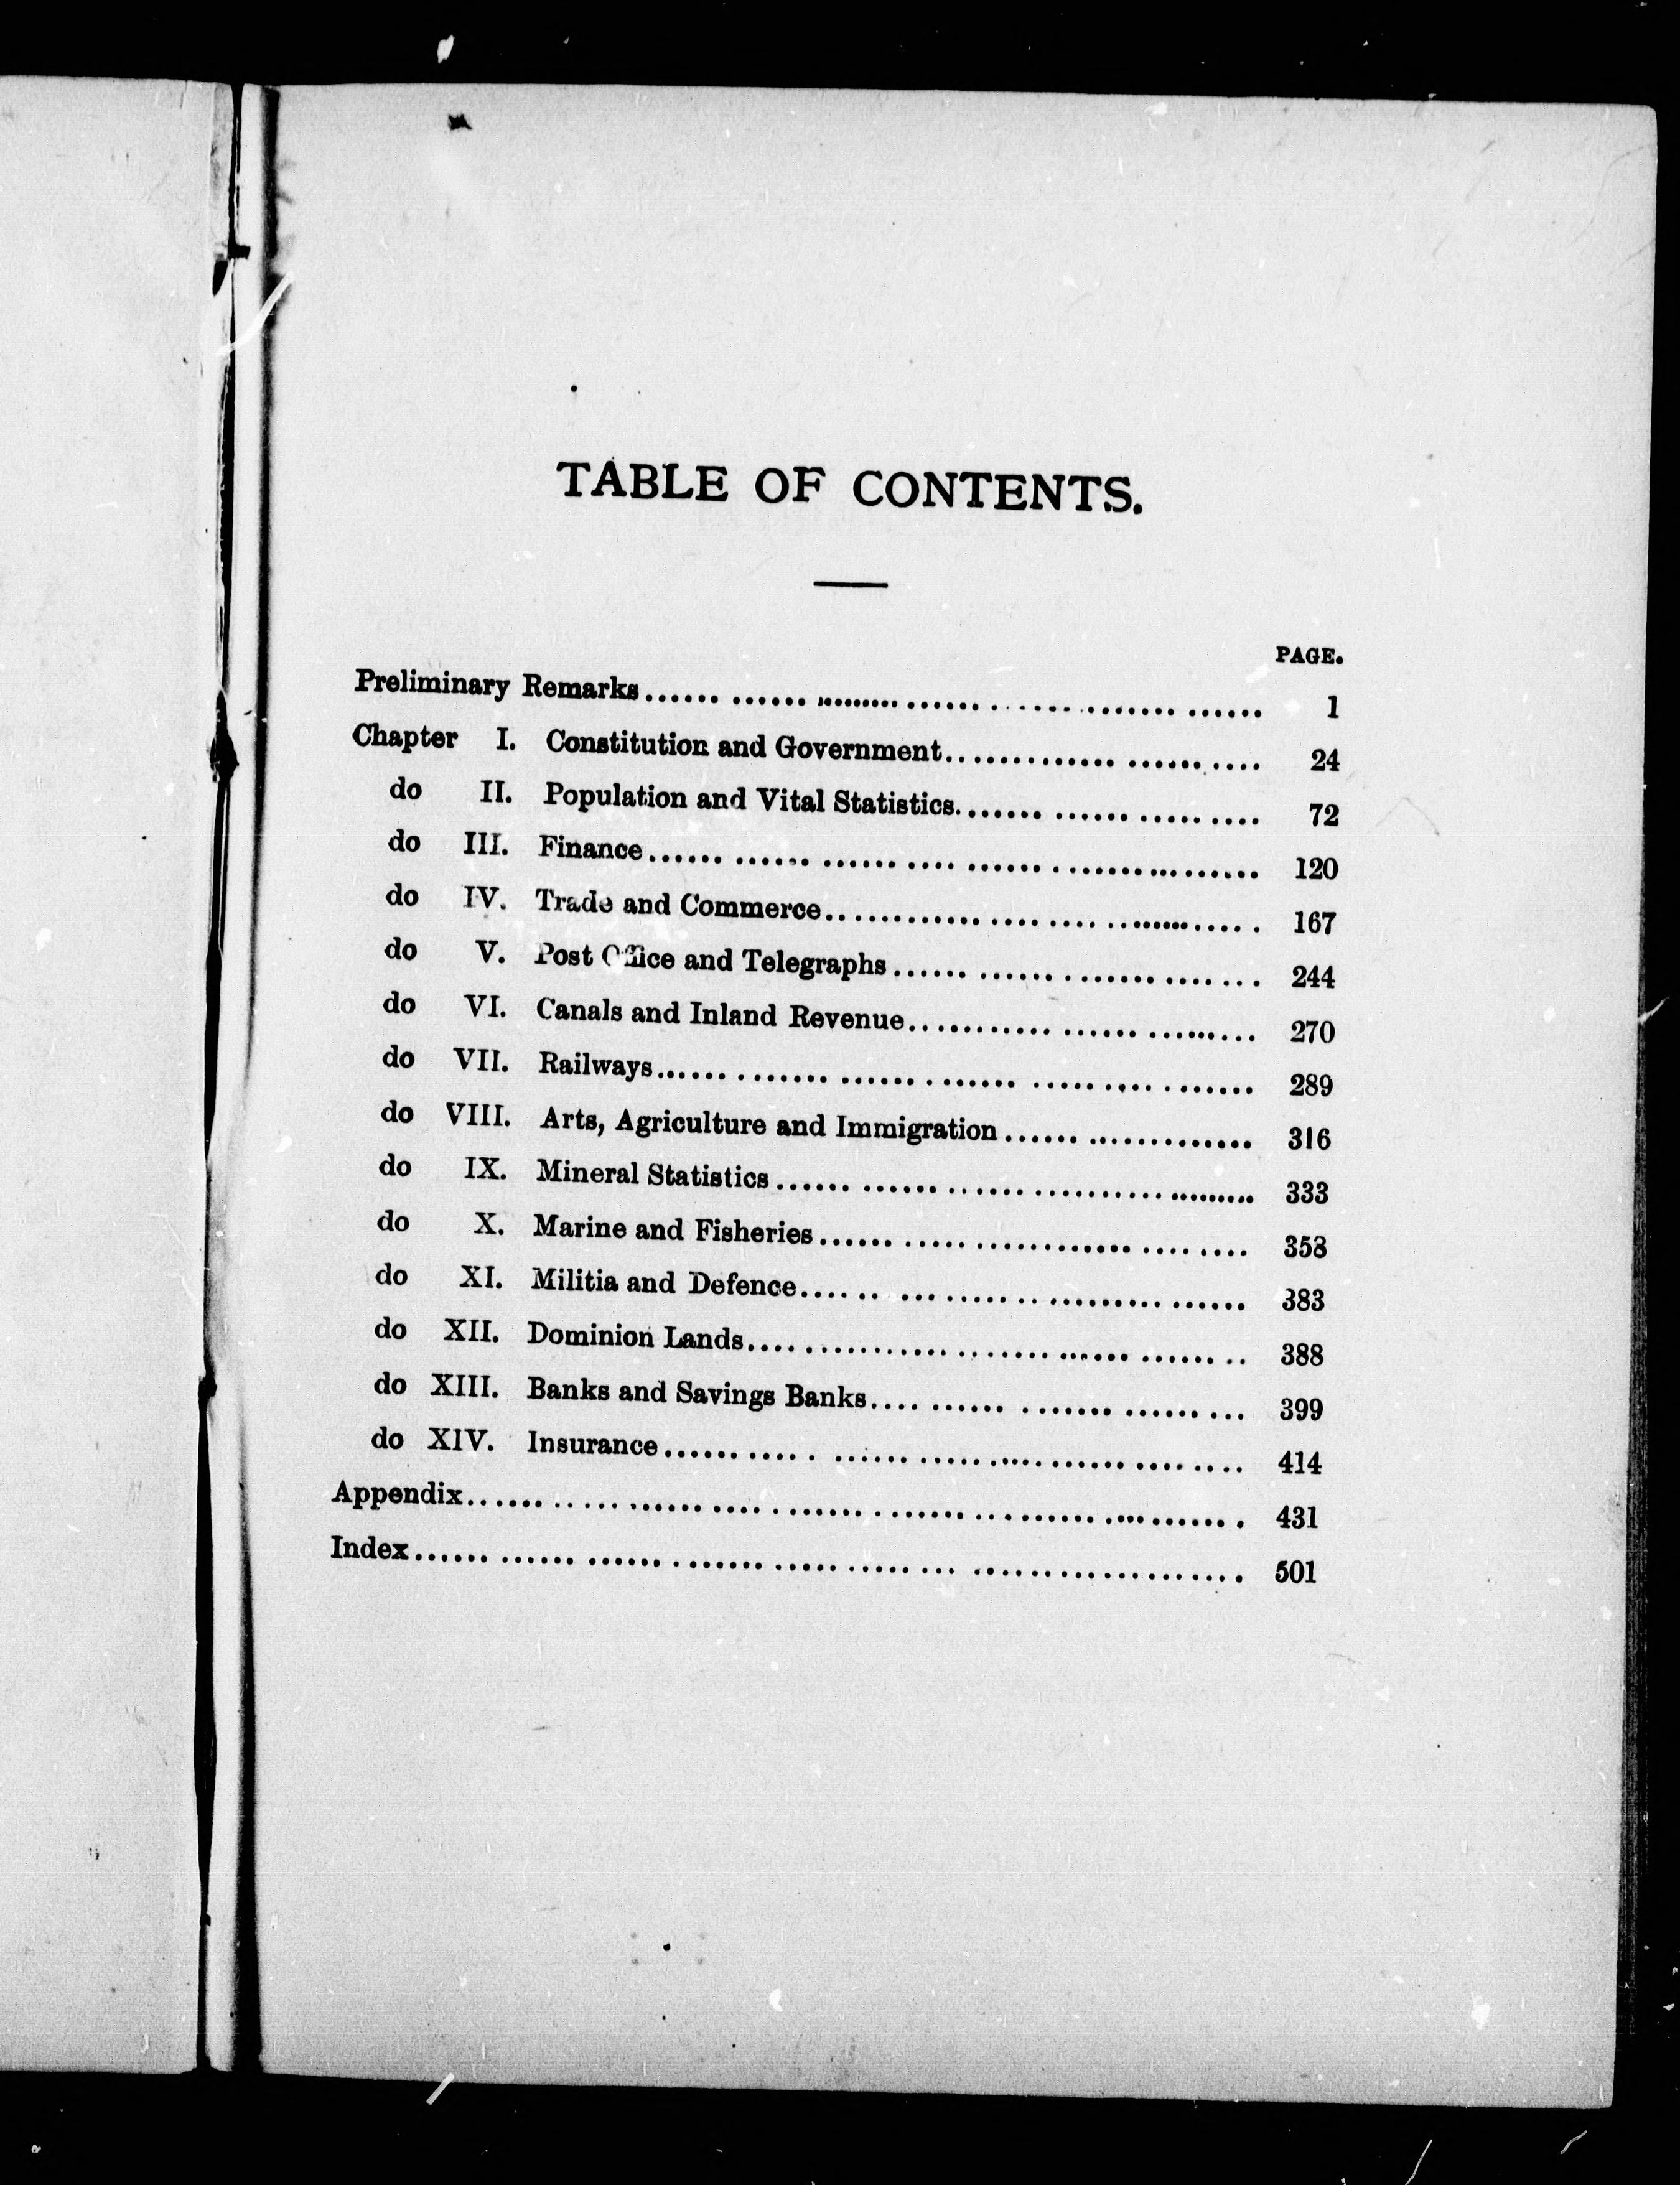 TABLE OF CONTENTS.
PAGE.
Preliminary Remarks 1
Chapter I. Constitution and Government 24
do II. Population and Vital Statistics 72
do III. Finance 120
do IV. Trade and Commerce 167
do V. Post Office and Telegraphs 244
do VI. Canals and Inland Revenue 270
do VII. Railways 289
do VIII. Arts, Agriculture and Immigration 316
do IX. Mineral Statistics 333
do X. Marine and Fisheries 358
do XI. Militia and Defence 383
do XII. Dominion Lands 388
do XIII. Banks and Savings Banks 399
do XIV. Insurance 414
Appendix 431
Index 501